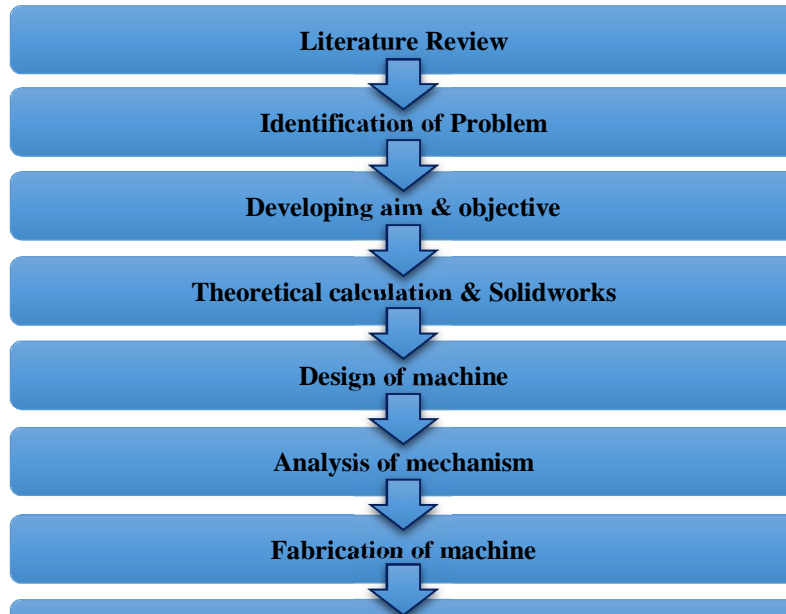 Literature Review
Identification of Problem
Developing aim & objective
Theoretical calculation & Solidworks
Design of machine
Analysis of mechanism
Fabrication of machine